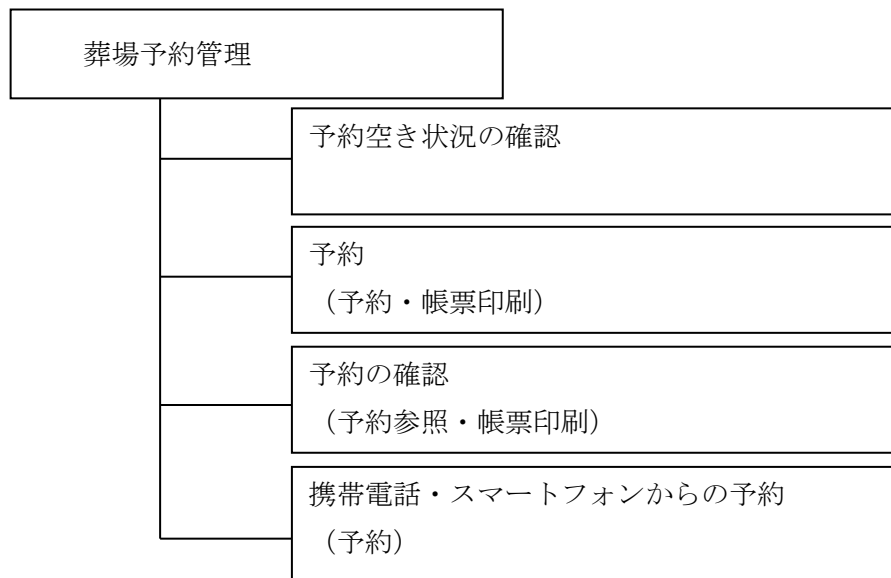 葬場予約管理
予約空き状況の確認
予約
（予約・帳票印刷）
予約の確認
（予約参照・帳票印刷）
携帯電話・スマートフォンからの予約
（予約）